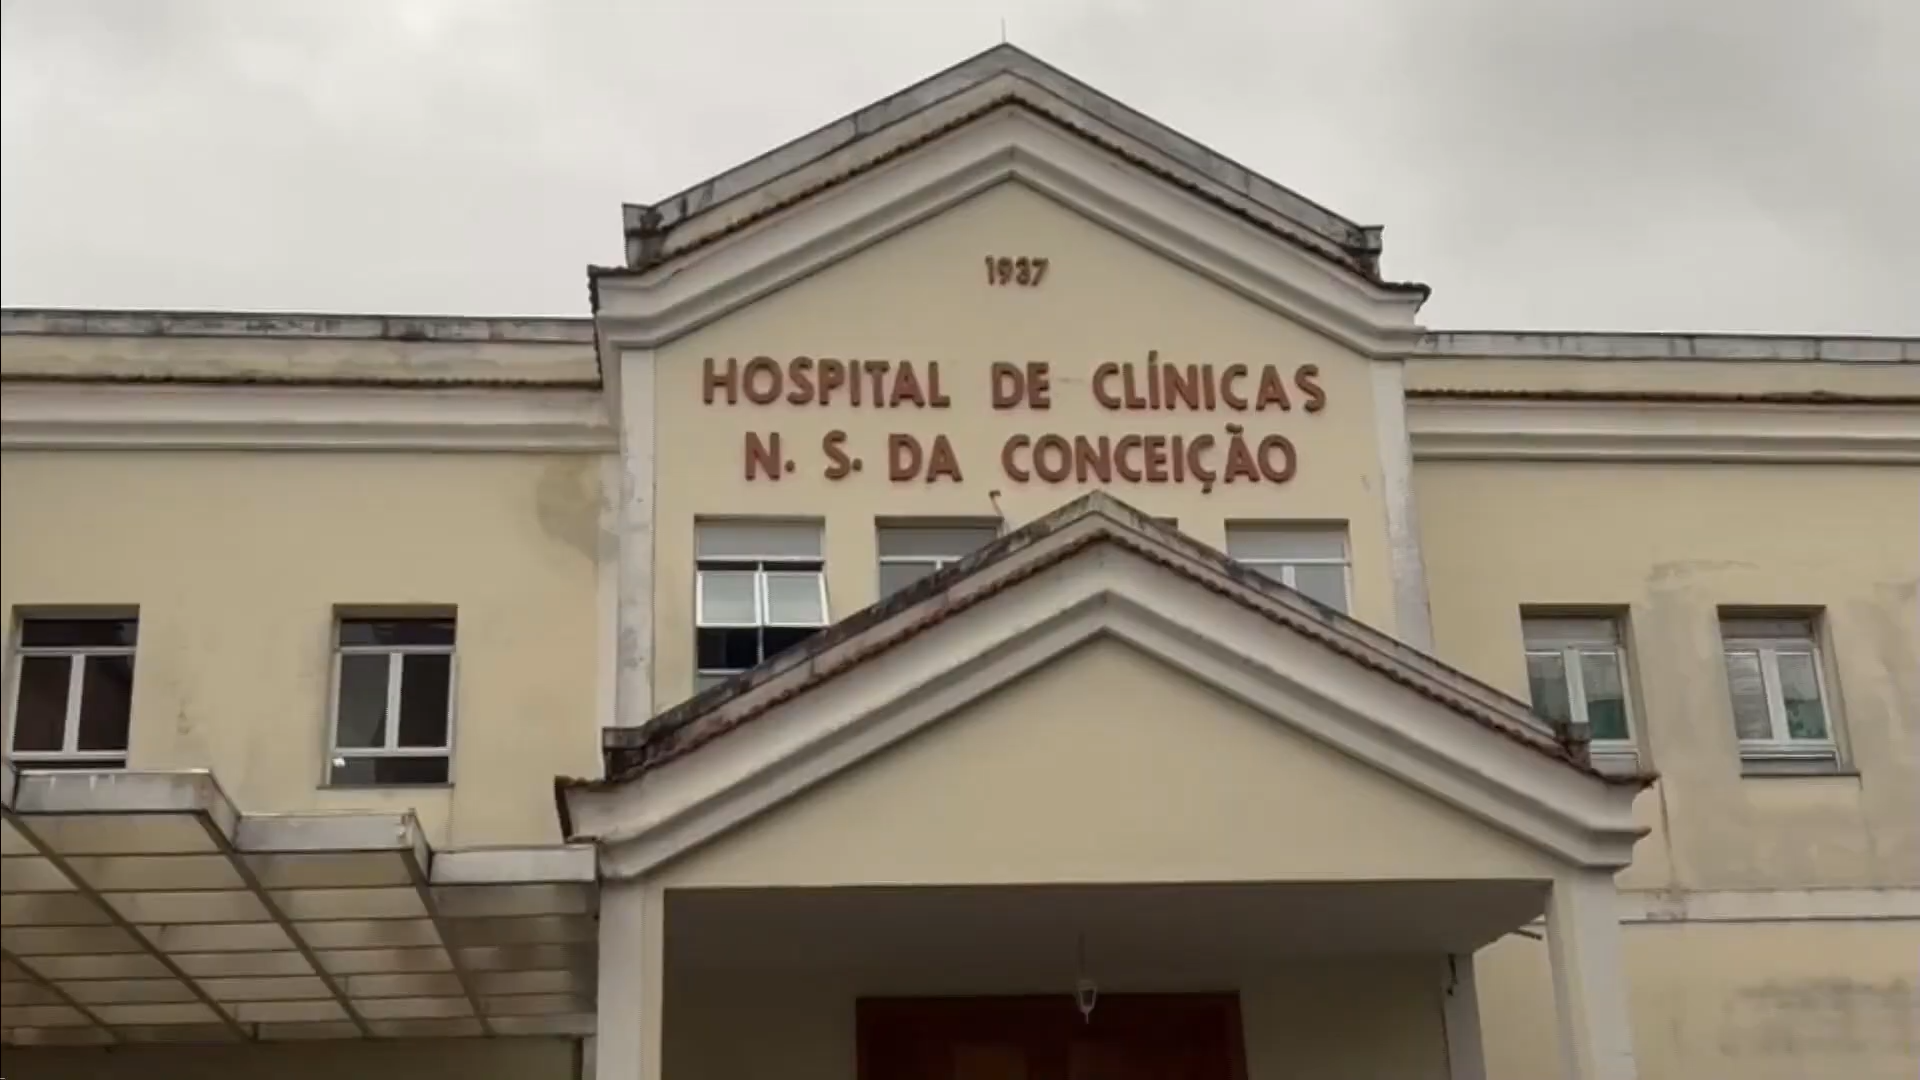 1937
HOSPITAL DE CLÍNICAS
N. S. DA CONCEIÇÃO